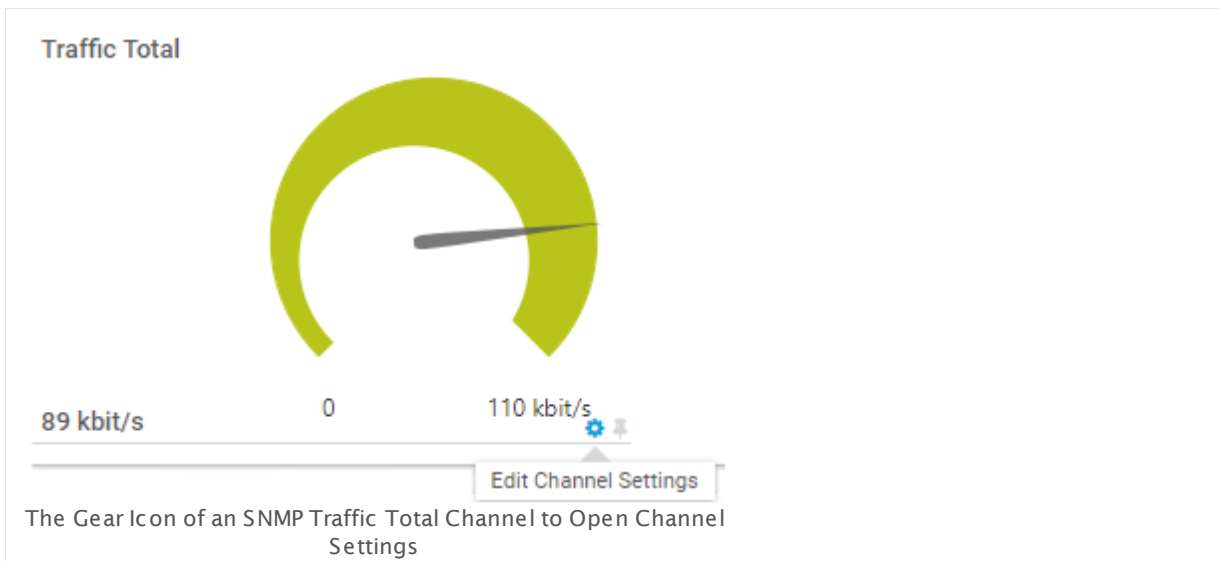 Traffic Total
89 kbit/s
0
110 kbit/s
Edit Channel Settings
The Gear Icon of an SNMP Traffic Total Channel to Open Channel
Settings